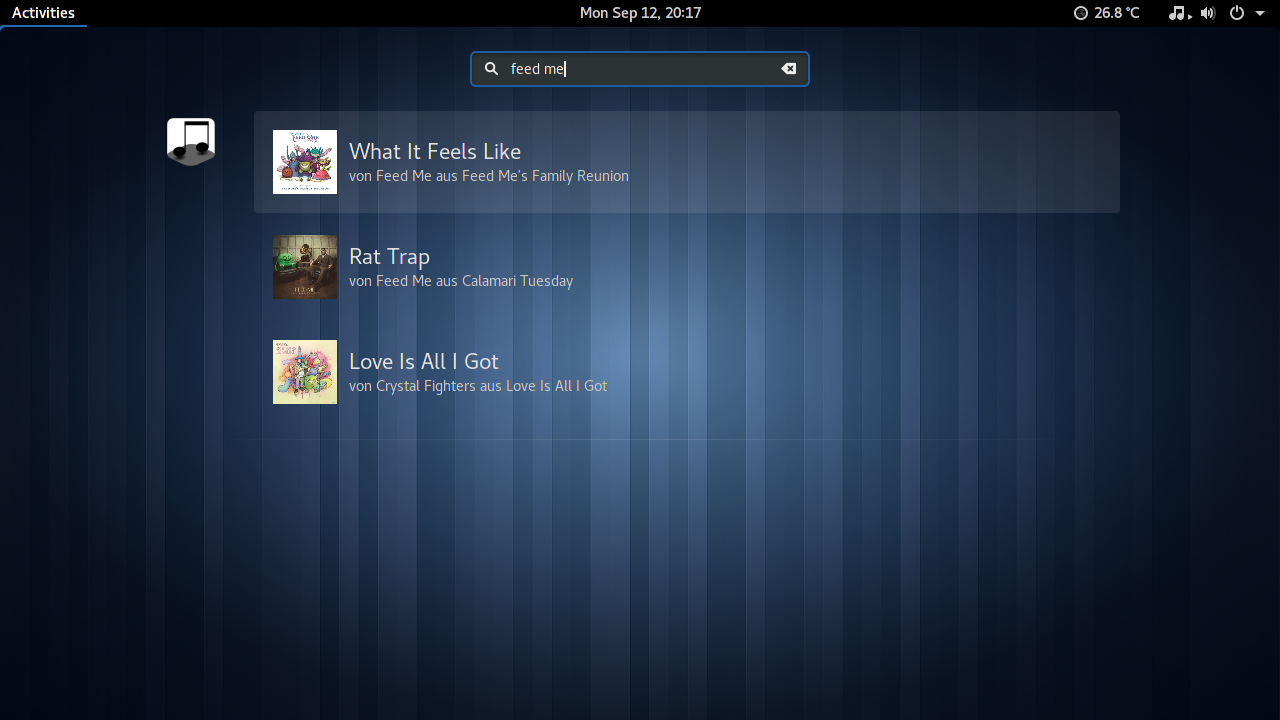 Activities
Mon Sep 12, 20:17
26.8 °C
feed me
What It Feels Like
von Feed Me aus Feed Me's Family Reunion
Rat Trap
von Feed Me aus Calamari Tuesday
Love Is All I Got
von Crystal Fighters aus Love Is All I Got